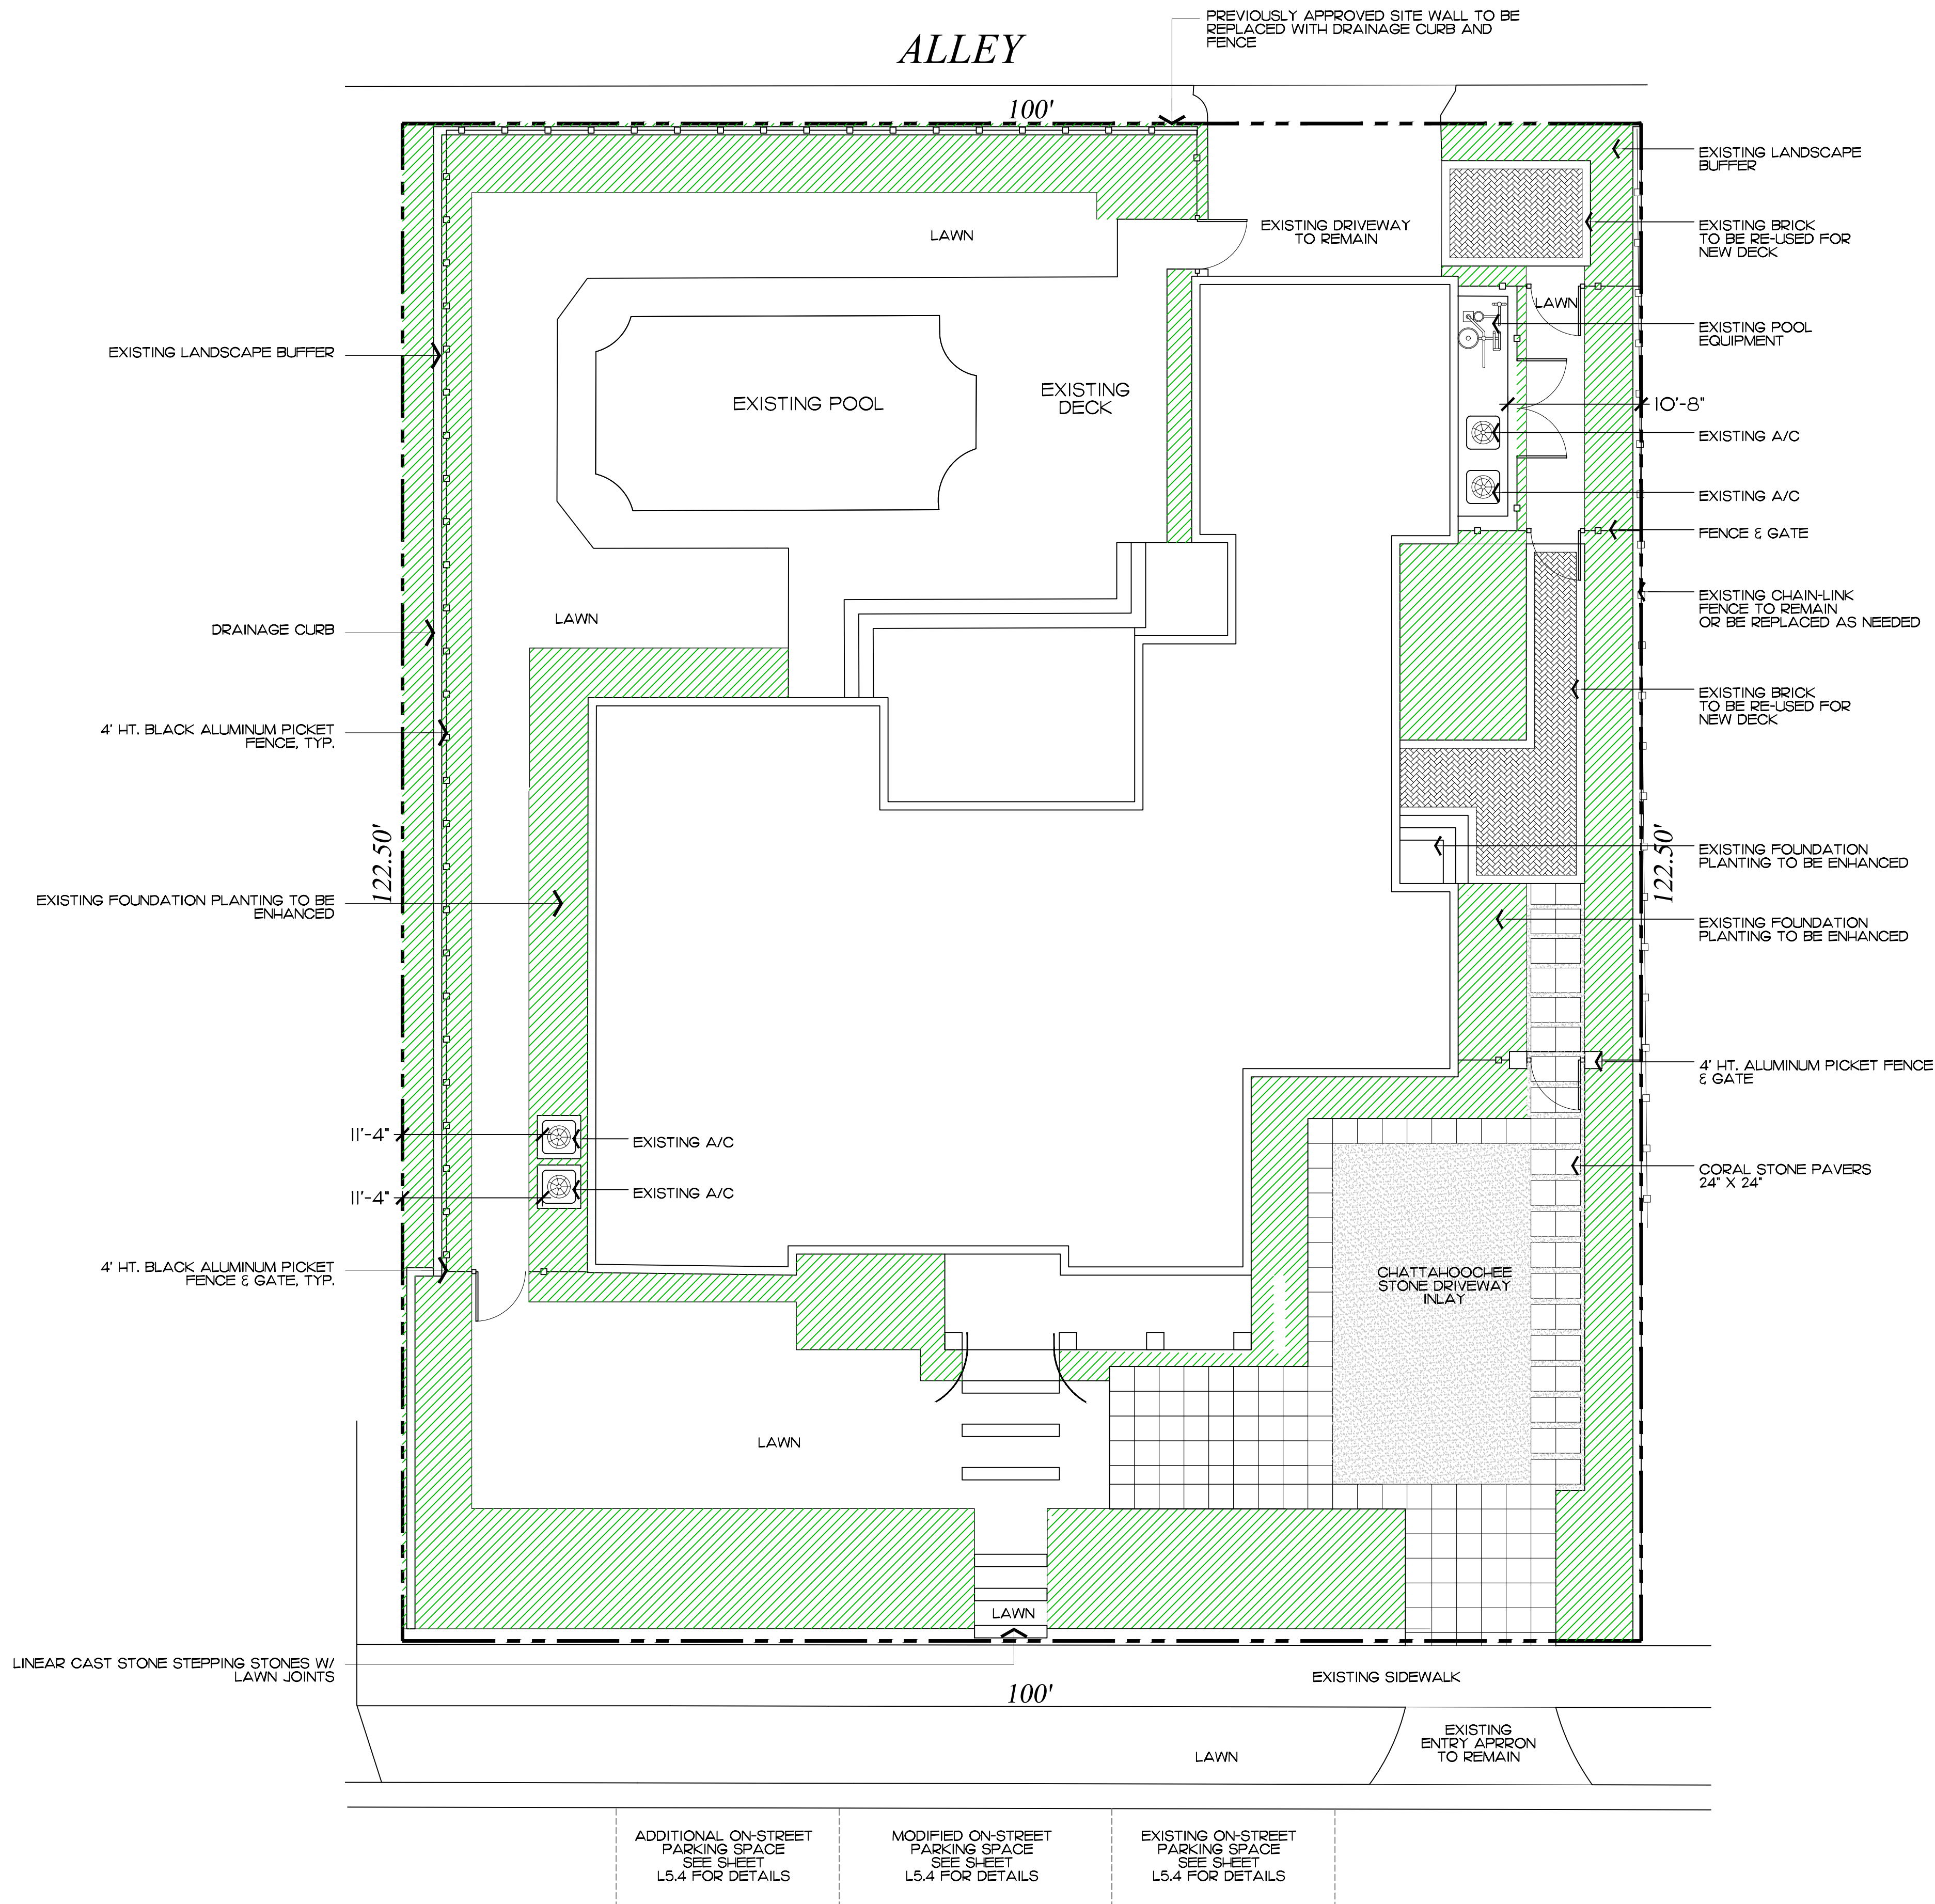 PREVIOUSLY APPROVED SITE WALL TO BE
REPLACED WITH DRAINAGE CURB AND
FENCE
ALLEY
100'
EXISTING LANDSCAPE
BUFFER
EXISTING DRIVEWAY
TO REMAIN
EXISTING BRICK
TO BE RE-USED FOR
NEW DECK
LAWN
LAWN
EXISTING POOL
EQUIPMENT
EXISTING LANDSCAPE BUFFER
EXISTING POOL
EXISTING
DECK
10'-8"
EXISTING A/C
EXISTING A/C
FENCE & GATE
EXISTING CHAIN-LINK
FENCE TO REMAIN
OR BE REPLACED AS NEEDED
LAWN
DRAINAGE CURB
EXISTING BRICK
TO BE RE-USED FOR
NEW DECK
4' HT. BLACK ALUMINUM PICKET
FENCE, TYP.
122.50'
122.50'
EXISTING FOUNDATION
PLANTING TO BE ENHANCED
EXISTING FOUNDATION PLANTING TO BE
ENHANCED
EXISTING FOUNDATION
PLANTING TO BE ENHANCED
4' HT. ALUMINUM PICKET FENCE
& GATE
11'-4"
EXISTING A/C
CORAL STONE PAVERS
24" X 24"
11'-4"
EXISTING A/C
4' HT. BLACK ALUMINUM PICKET
FENCE & GATE, TYP.
CHATTAHOOCHEE
STONE DRIVEWAY
INLAY
LAWN
LAWN
LINEAR CAST STONE STEPPING STONES W/
LAWN JOINTS
EXISTING SIDEWALK
100'
LAWN
EXISTING
ENTRY APRRON
TO REMAIN
ADDITIONAL ON-STREET
PARKING SPACE
SEE SHEET
L5.4 FOR DETAILS
MODIFIED ON-STREET
PARKING SPACE
SEE SHEET
L5.4 FOR DETAILS
EXISTING ON-STREET
PARKING SPACE
SEE SHEET
L5.4 FOR DETAILS